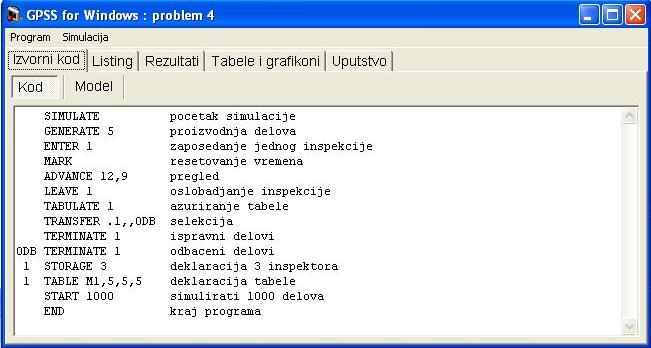 GPSS for Windows : problem 4
Program Simulacija
Izvorni kod Listing Rezultati Tabele i grafikoni Uputstvo
Kod Model
SIMULATE pocetak simulacije
GENERATE 5 proizvodnja delova
ENTER 1 zaposedanje jednog inspekcije
MARK resetovanje vremena
ADVANCE 12,9 pregled
LEAVE 1 oslobadjanje inspekcije
TABULATE 1 azuriranje tabele
TRANSFER .1,,ODB selekcija
TERMINATE 1 ispravni delovi
ODB TERMINATE 1 odbaceni delovi
1 STORAGE 3 deklaracija 3 inspektora
1 TABLE M1,5,5,5 deklaracija tabele
START 1000 simulirati 1000 delova
END kraj programa